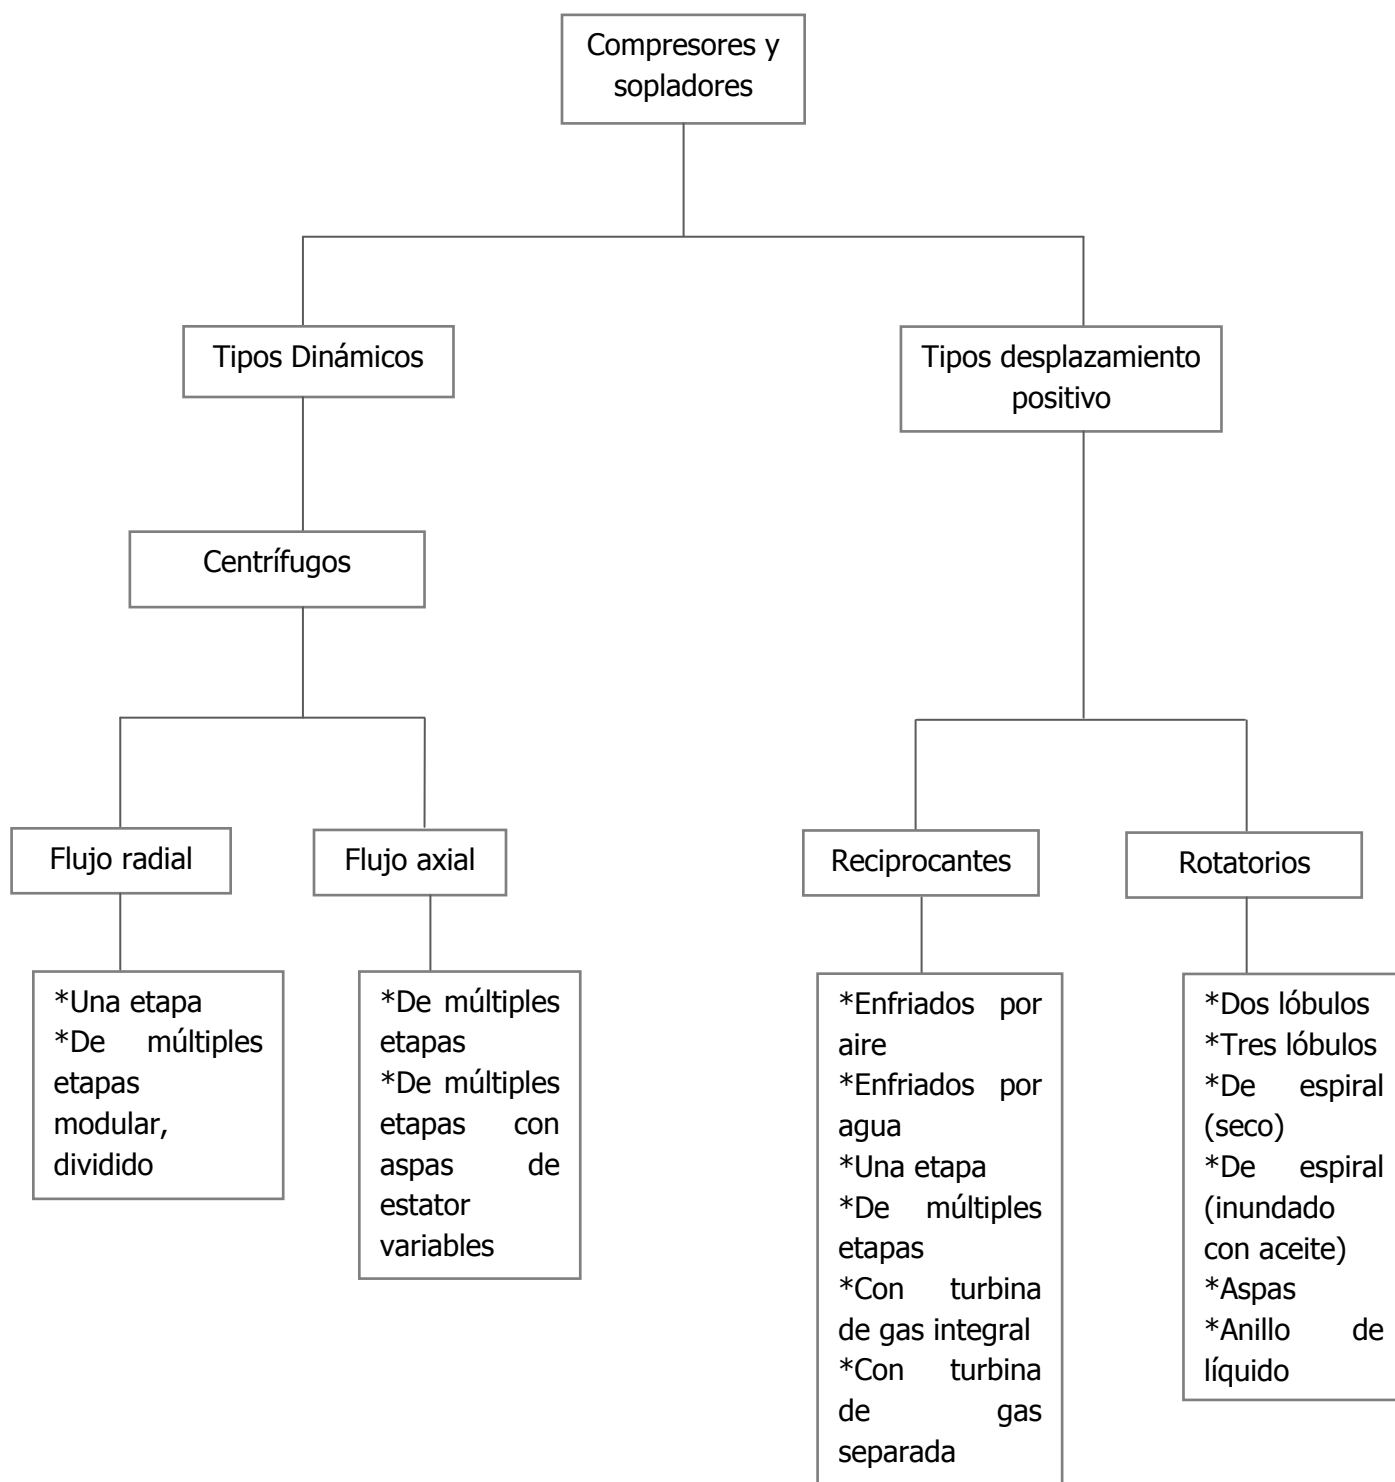 Compresores y
sopladores
Tipos Dinámicos
Tipos desplazamiento
positivo
Centrífugos
Flujo radial
Flujo axial
Reciprocantes
Rotatorios
*Una etapa
*De múltiples
etapas
modular,
dividido
*De múltiples
etapas
*De múltiples
etapas con
aspas de
estator
variables
*Enfriados por
aire
*Enfriados por
agua
*Una etapa
*De múltiples
etapas
*Con turbina
de gas integral
*Con turbina
de gas
separada
*Dos lóbulos
*Tres lóbulos
*De espiral
(seco)
*De espiral
(inundado
con aceite)
*Aspas
*Anillo de
líquido